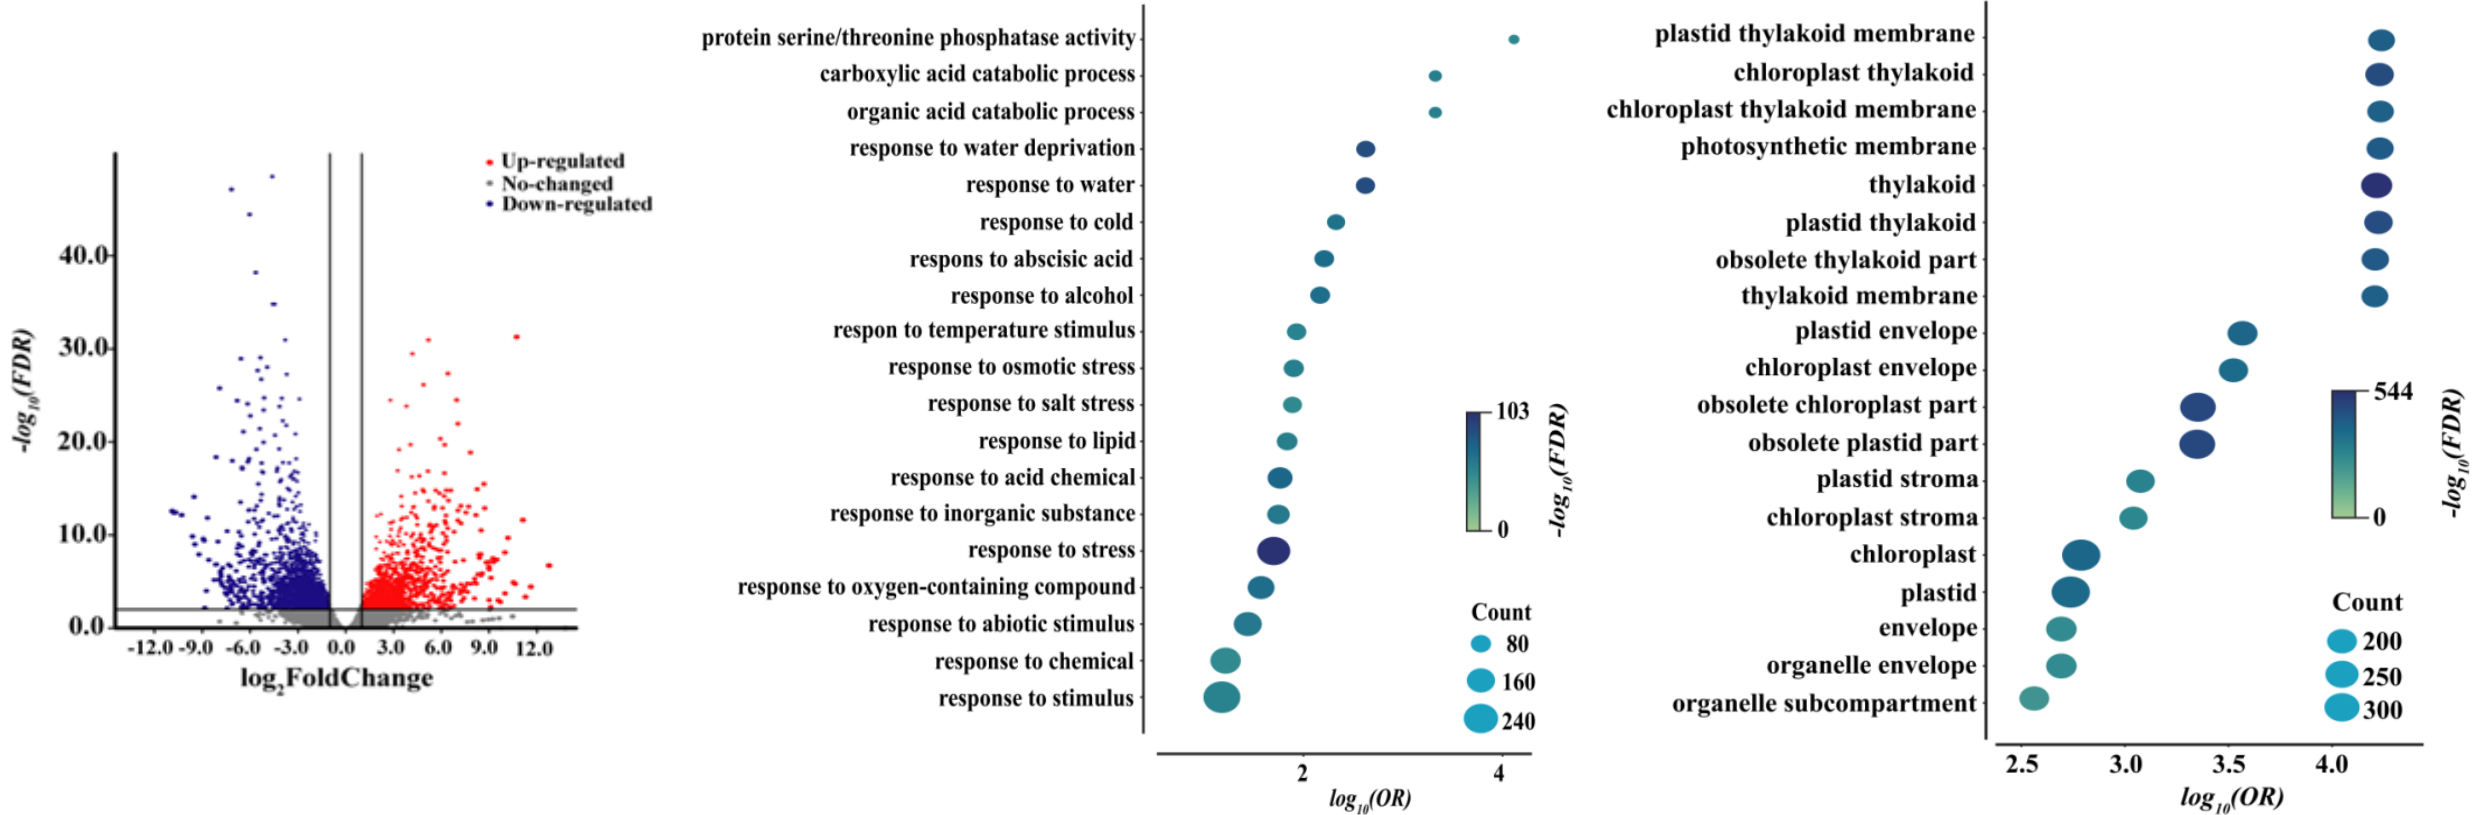 Up-regulated
No-changed
Down-regulated
40.0
30.0
20.0
10.0
0.0
-log10(FDR)
-12.0 -9.0 -6.0 -3.0 0.0 3.0 6.0 9.0 12.0
log2FoldChange
protein serine/threonine phosphatase activity
carboxylic acid catabolic process
organic acid catabolic process
response to water deprivation
response to water
response to cold
respons to abscisic acid
response to alcohol
respon to temperature stimulus
response to osmotic stress
response to salt stress
response to lipid
response to acid chemical
response to inorganic substance
response to stress
response to oxygen-containing compound
response to abiotic stimulus
response to chemical
response to stimulus
103
0
-log10(FDR)
Count
80
160
240
2 4
log10(OR)
plastid thylakoid membrane
chloroplast thylakoid
chloroplast thylakoid membrane
photosynthetic membrane
thylakoid
plastid thylakoid
obsolete thylakoid part
thylakoid membrane
plastid envelope
chloroplast envelope
obsolete chloroplast part
obsolete plastid part
plastid stroma
chloroplast stroma
chloroplast
plastid
envelope
organelle envelope
organelle subcompartment
544
0
-log10(FDR)
Count
200
250
300
2.5 3.0 3.5 4.0
log10(OR)